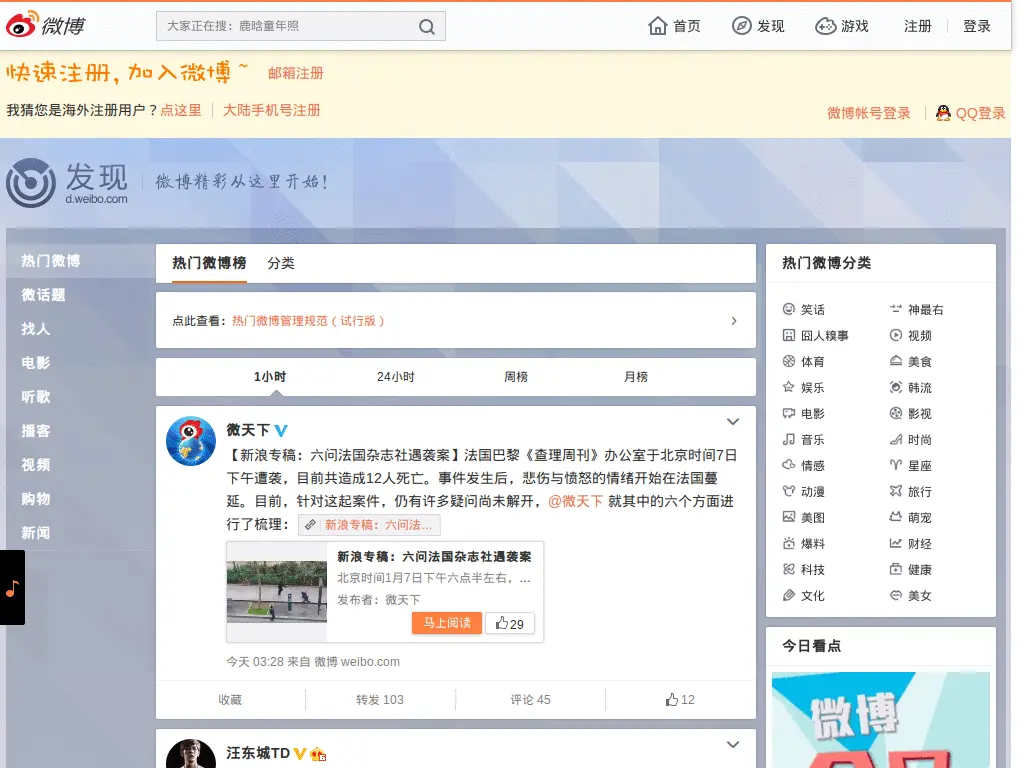 微博
大家正在搜：鹿晗童年照
首页
发现
游戏
注册
登录
快速注册，加入微博~ 邮箱注册
我猜您是海外注册用户？点这里 大陆手机号注册
微博帐号登录
QQ登录
发现
d.weibo.com
微博精彩从这里开始！
热门微博
微话题
找人
电影
听歌
播客
视频
购物
新闻
热门微博榜 分类
点此查看：热门微博管理规范（试行版）
1小时 24小时 周榜 月榜
微天下
【新浪专稿：六问法国杂志社遇袭案】法国巴黎《查理周刊》办公室于北京时间7日
下午遭袭，目前共造成12人死亡。事件发生后，悲伤与愤怒的情绪开始在法国蔓
延。目前，针对这起案件，仍有许多疑问尚未解开，@微天下 就其中的六个方面进
行了梳理： 新浪专稿：六问法...
新浪专稿：六问法国杂志社遇袭案
北京时间1月7日下午六点半左右，...
发布者：微天下
马上阅读 29
今天 03:28 来自 微博 weibo.com
收藏 转发 103 评论 45 12
汪东城TD
热门微博分类
笑话 神最右
囧人糗事 视频
体育 美食
娱乐 韩流
电影 影视
音乐 时尚
情感 星座
动漫 旅行
美图 萌宠
爆料 财经
科技 健康
文化 美女
今日看点
微博